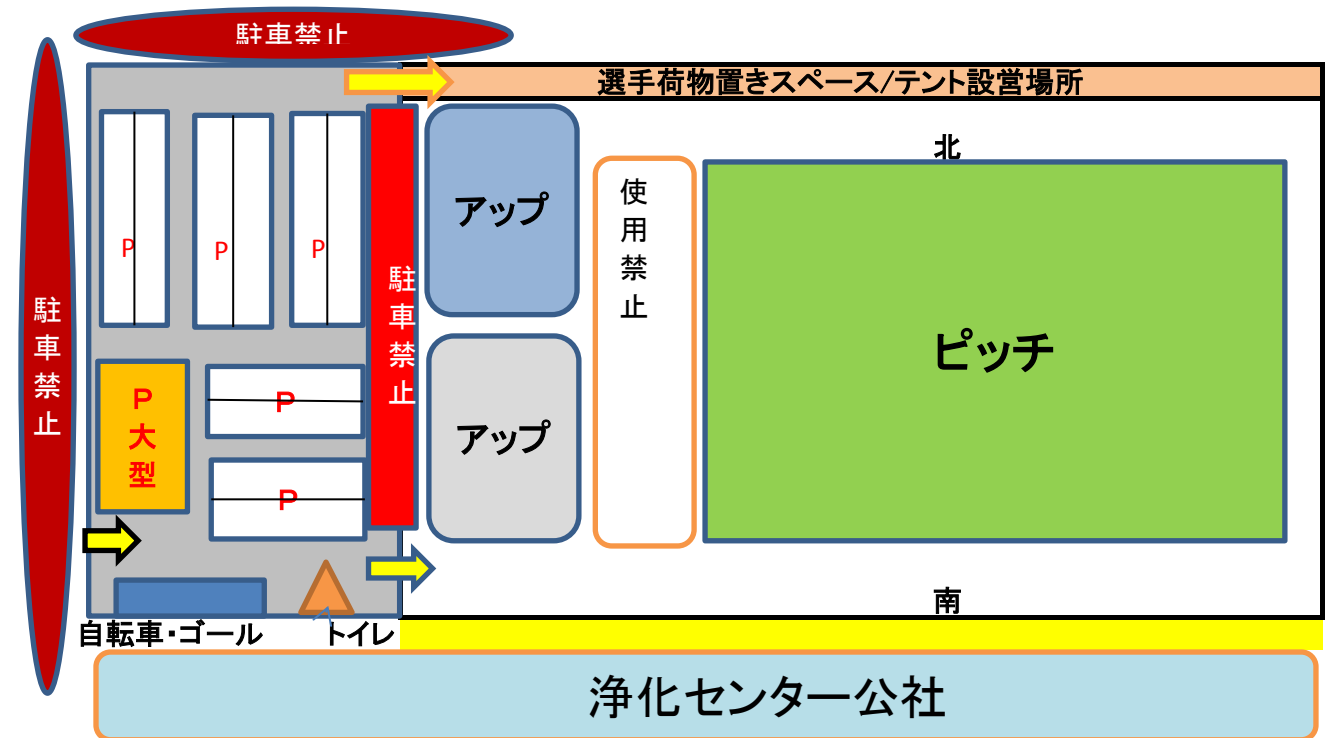 駐車禁止
選手荷物置きスペース/テント設営場所
北
駐車禁止
P
P
P
駐車禁止
アップ
使用禁止
ピッチ
P大型
P
アップ
P
南
自転車・ゴール
トイレ
浄化センター公社